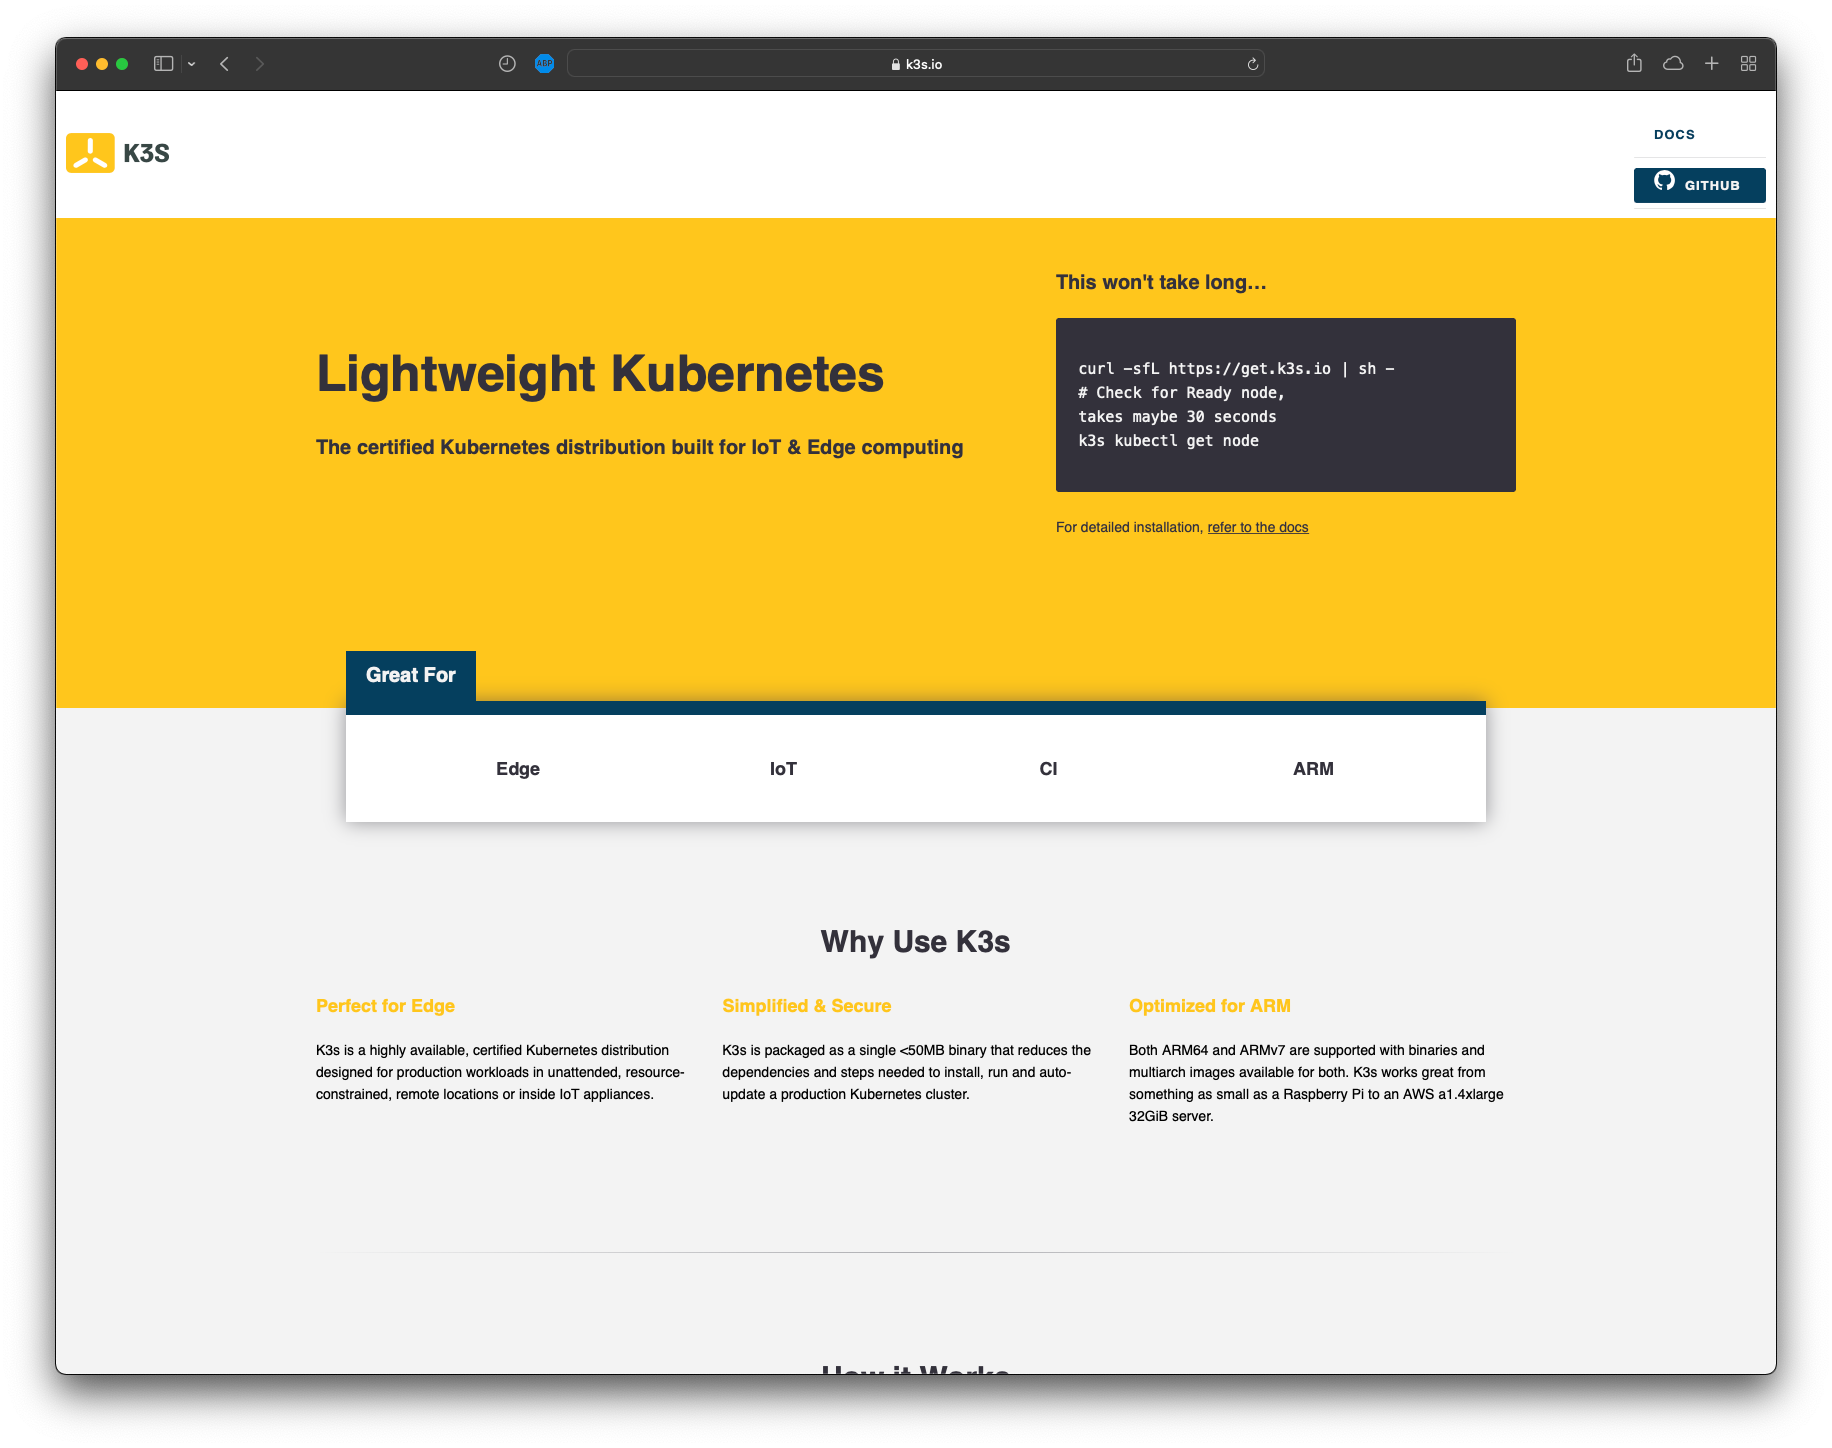 ABP
k3s.io
K3S
DOCS
GITHUB
This won't take long...
curl -sfL https://get.k3s.io | sh -
# Check for Ready node,
takes maybe 30 seconds
k3s kubectl get node
For detailed installation, refer to the docs
Lightweight Kubernetes
The certified Kubernetes distribution built for IoT & Edge computing
Great For
Edge
IoT
CI
ARM
Why Use K3s
Perfect for Edge
K3s is a highly available, certified Kubernetes distribution
designed for production workloads in unattended, resource-
constrained, remote locations or inside IoT appliances.
Simplified & Secure
K3s is packaged as a single <50MB binary that reduces the
dependencies and steps needed to install, run and auto-
update a production Kubernetes cluster.
Optimized for ARM
Both ARM64 and ARMv7 are supported with binaries and
multiarch images available for both. K3s works great from
something as small as a Raspberry Pi to an AWS a1.4xlarge
32GiB server.
How it Works